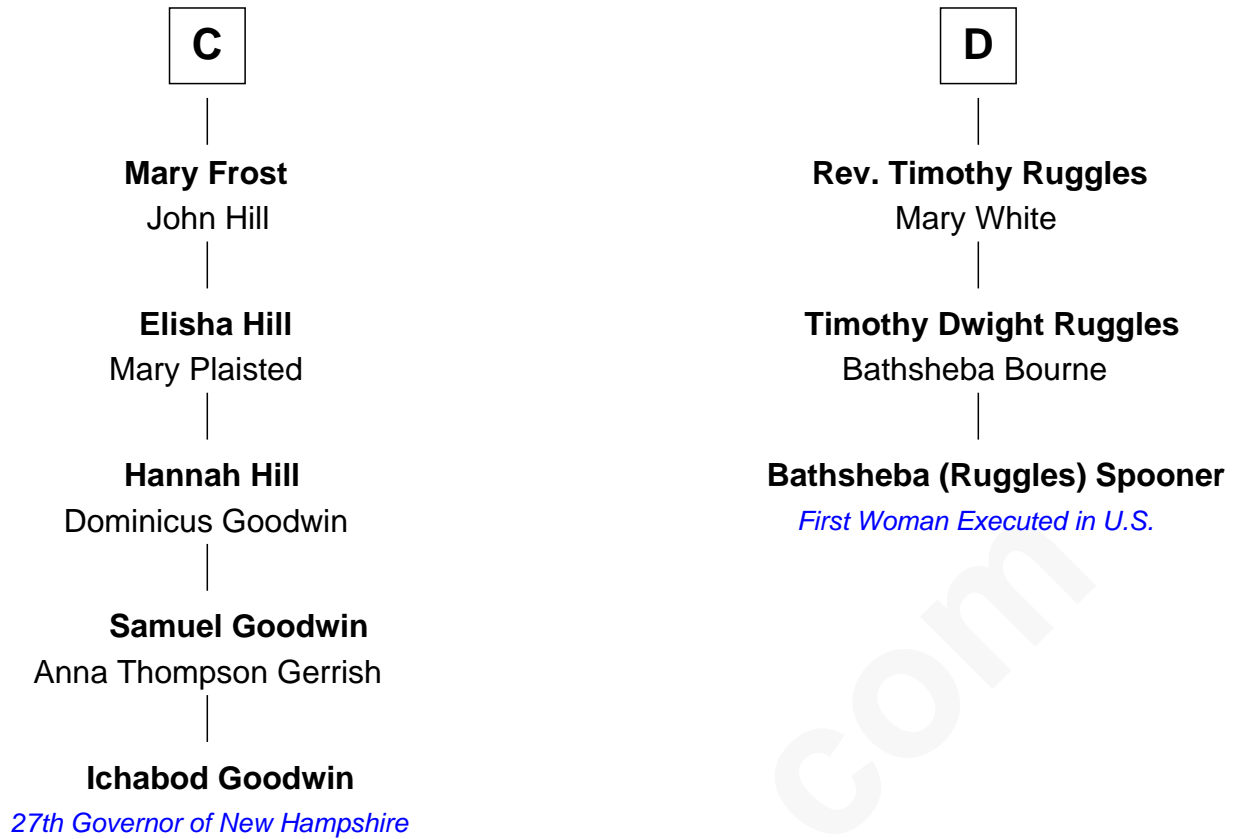 C
Mary Frost
John Hill
Elisha Hill
Mary Plaisted
Hannah Hill
Dominicus Goodwin
Samuel Goodwin
Anna Thompson Gerrish
Ichabod Goodwin
27th Governor of New Hampshire
D
Rev. Timothy Ruggles
Mary White
Timothy Dwight Ruggles
Bathsheba Bourne
Bathsheba (Ruggles) Spooner
First Woman Executed in U.S.
com